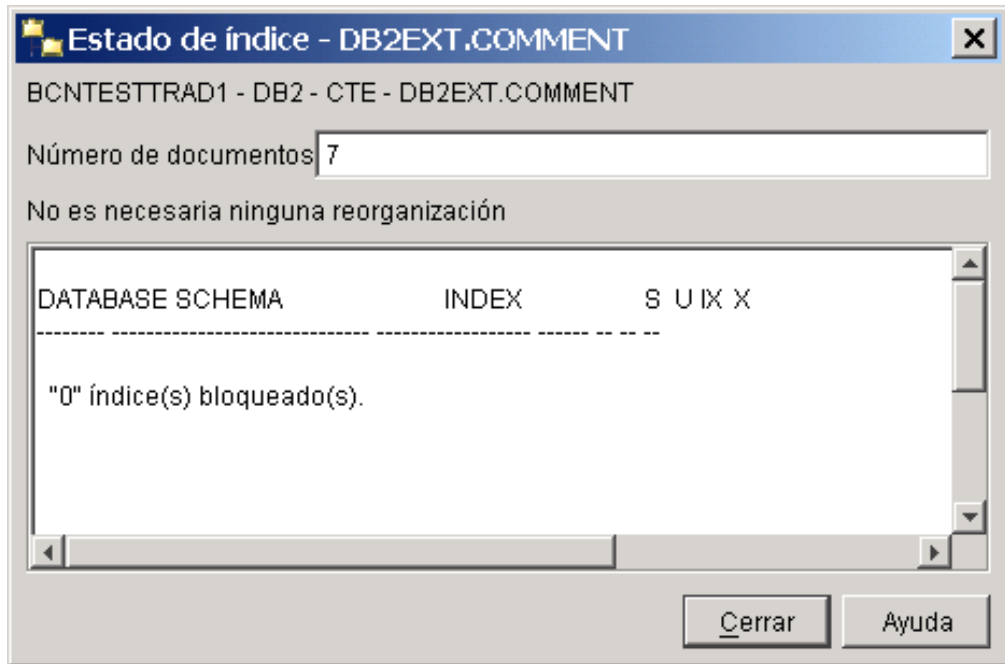 Estado de índice - DB2EXT.COMMENT
BCNTESTTRAD1 - DB2 - CTE - DB2EXT.COMMENT
Número de documentos 7
No es necesaria ninguna reorganización
DATABASE SCHEMA INDEX S U IX X
-------- ------------------------------ ------------------ ------ -- -- --
"0" índice(s) bloqueado(s).
Cerrar Ayuda